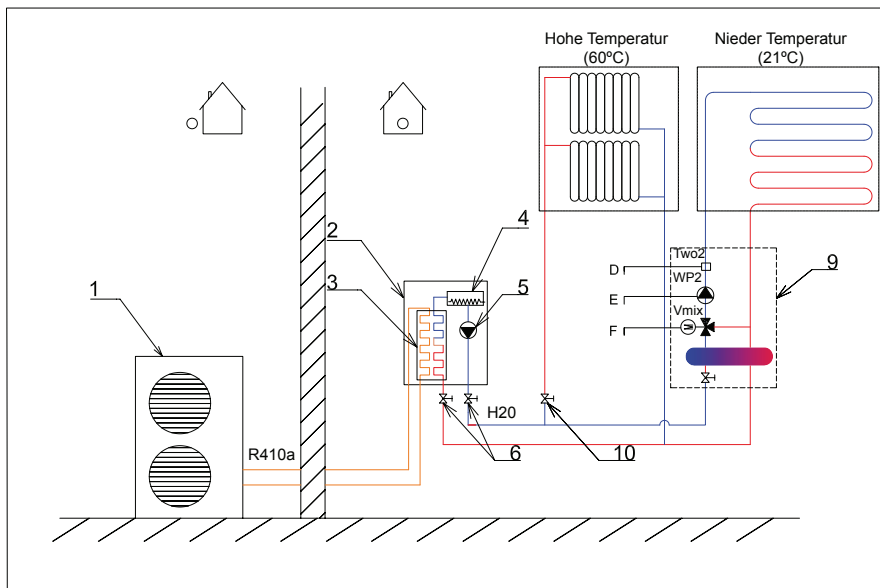 Hohe Temperatur
(60ºC)
Nieder Temperatur
(21ºC)
1
2
3
4
5
9
Two2
D
WP2
E
Vmix
F
M
H20
R410a
6
10